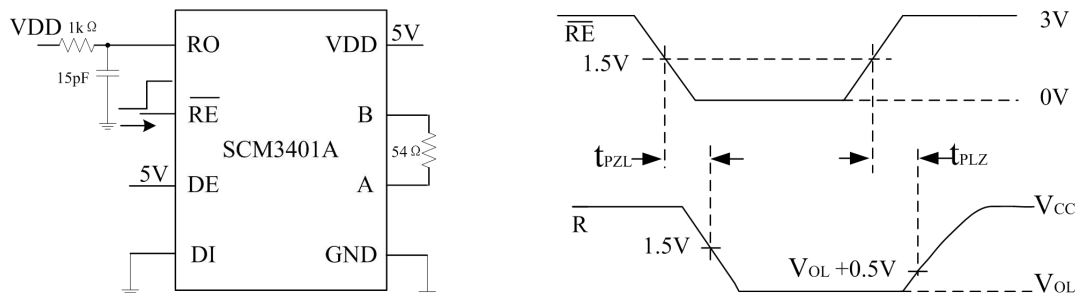 VDD 1kΩ
15pF
RO
VDD
5V
RE
B
SCM3401A
54Ω
5V
DE
A
DI
GND
RE
3V
1.5V
0V
tPZL
tPLZ
R
VCC
1.5V
VOL +0.5V
VOL